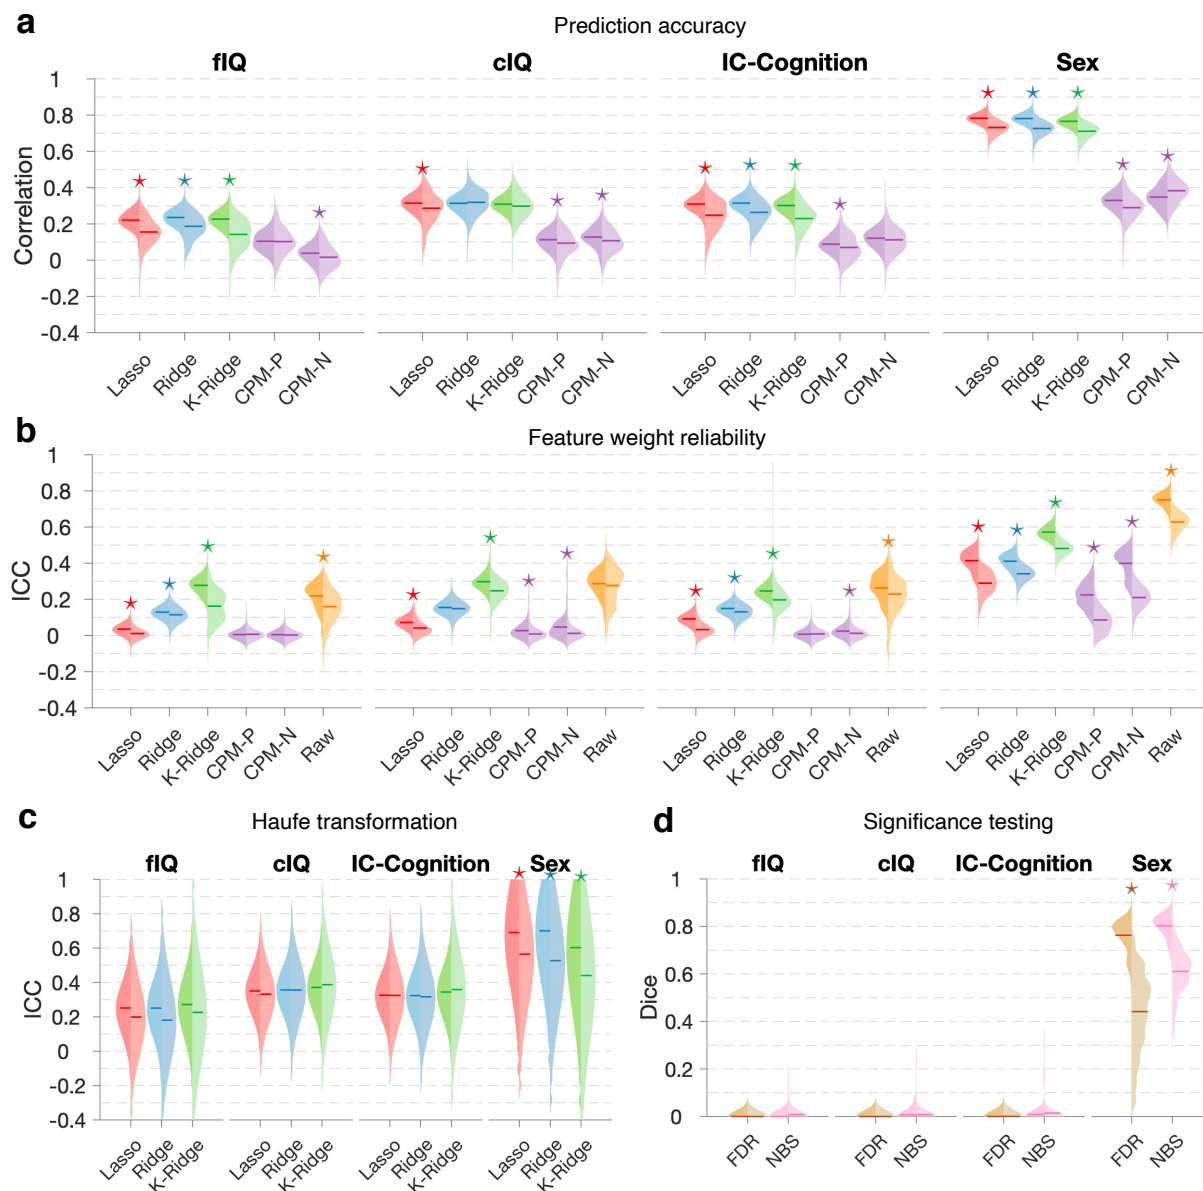 a
Prediction accuracy
fIQ
cIQ
IC-Cognition
Sex
Correlation
1
0.8
0.6
0.4
0.2
0
-0.2
-0.4
Lasso Ridge K-Ridge CPM-P CPM-N
Lasso Ridge K-Ridge CPM-P CPM-N
Lasso Ridge K-Ridge CPM-P CPM-N
Lasso Ridge K-Ridge CPM-P CPM-N
b
Feature weight reliability
ICC
1
0.8
0.6
0.4
0.2
0
-0.2
-0.4
Lasso Ridge K-Ridge CPM-P CPM-N Raw
Lasso Ridge K-Ridge CPM-P CPM-N Raw
Lasso Ridge K-Ridge CPM-P CPM-N Raw
Lasso Ridge K-Ridge CPM-P CPM-N Raw
c
Haufe transformation
fIQ
cIQ
IC-Cognition
Sex
ICC
1
0.8
0.6
0.4
0.2
0
-0.2
-0.4
Lasso Ridge K-Ridge
Lasso Ridge K-Ridge
Lasso Ridge K-Ridge
Lasso Ridge K-Ridge
d
Significance testing
fIQ
cIQ
IC-Cognition
Sex
Dice
1
0.8
0.6
0.4
0.2
0
FDR NBS
FDR NBS
FDR NBS
FDR NBS